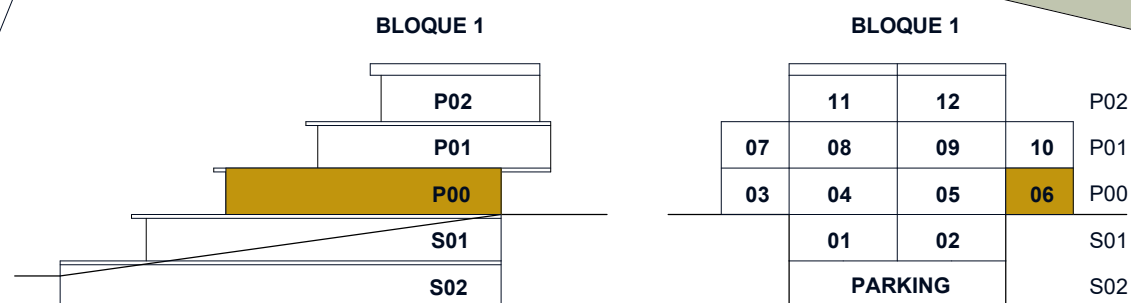 BLOQUE 1
P02
P01
P00
S01
S02
BLOQUE 1
11 12 P02
07 08 09 10 P01
03 04 05 06 P00
01 02 S01
PARKING S02